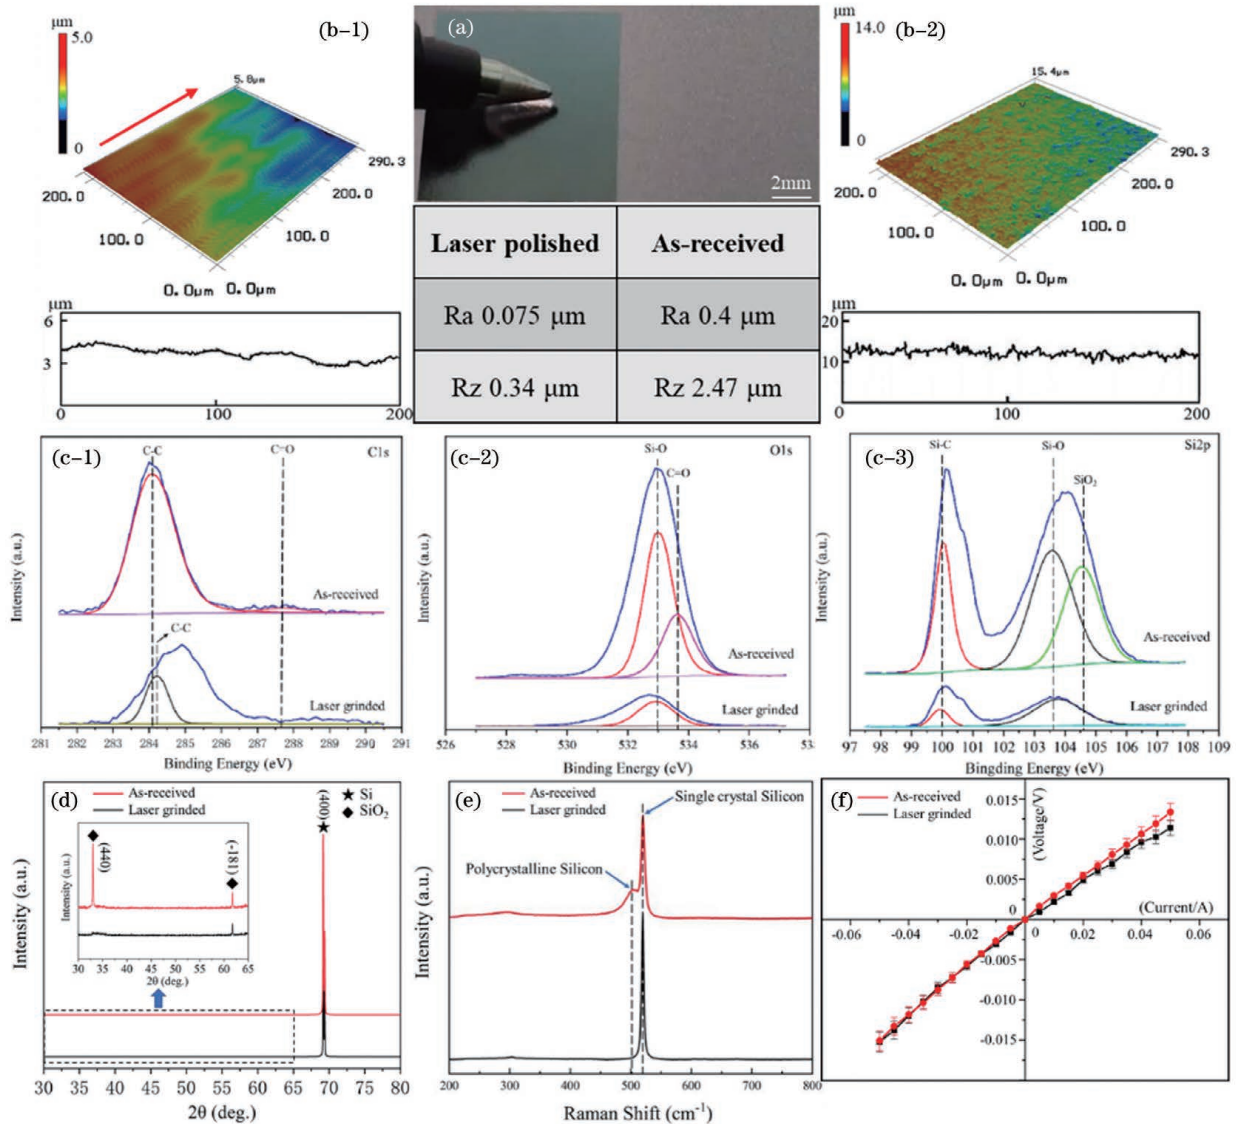 (b-1)
μm
5.0
0
5.8μm
290.3
200.0
200.0
100.0
100.0
0.0μm 0.0μm
μm
6
3
0
100
200
(a)
2mm
Laser polished
As-received
Ra 0.075 μm
Ra 0.4 μm
Rz 0.34 μm
Rz 2.47 μm
(b-2)
μm
14.0
0
15.4μm
290.3
200.0
200.0
100.0
100.0
0.0μm 0.0μm
μm
20
10
0
100
200
(c-1)
C-C
C=O
C1s
As-received
C-C
Laser grinded
Intensity (a.u.)
281 282 283 284 285 286 287 288 289 290 291
Binding Energy (eV)
(c-2)
Si-O
O1s
C=O
As-received
Laser grinded
Intensity (a.u.)
526 528 530 532 534 536 53
Binding Energy (eV)
(c-3)
Si-C
Si-O
Si2p
SiO2
As-received
Laser grinded
Intensity (a.u.)
97 98 99 100 101 102 103 104 105 106 107 108 109
Bingding Energy (eV)
(d)
As-received
Laser grinded
(400)
★ Si
◆ SiO2
(440)
(-181)
Intensity (a.u.)
30 35 40 45 50 55 60 65
2θ (deg.)
Intensity (a.u.)
30 35 40 45 50 55 60 65 70 75 80
2θ (deg.)
(e)
As-received
Laser grinded
Single crystal Silicon
Polycrystalline Silicon
Intensity (a.u.)
200 300 400 500 600 700 800
Raman Shift (cm-1)
(f)
As-received
Laser grinded
(Voltage/V)
0.015
0.010
0.005
0
(Current/A)
-0.06 -0.04 -0.02 0 0.02 0.04 0.06
-0.005
-0.010
-0.015